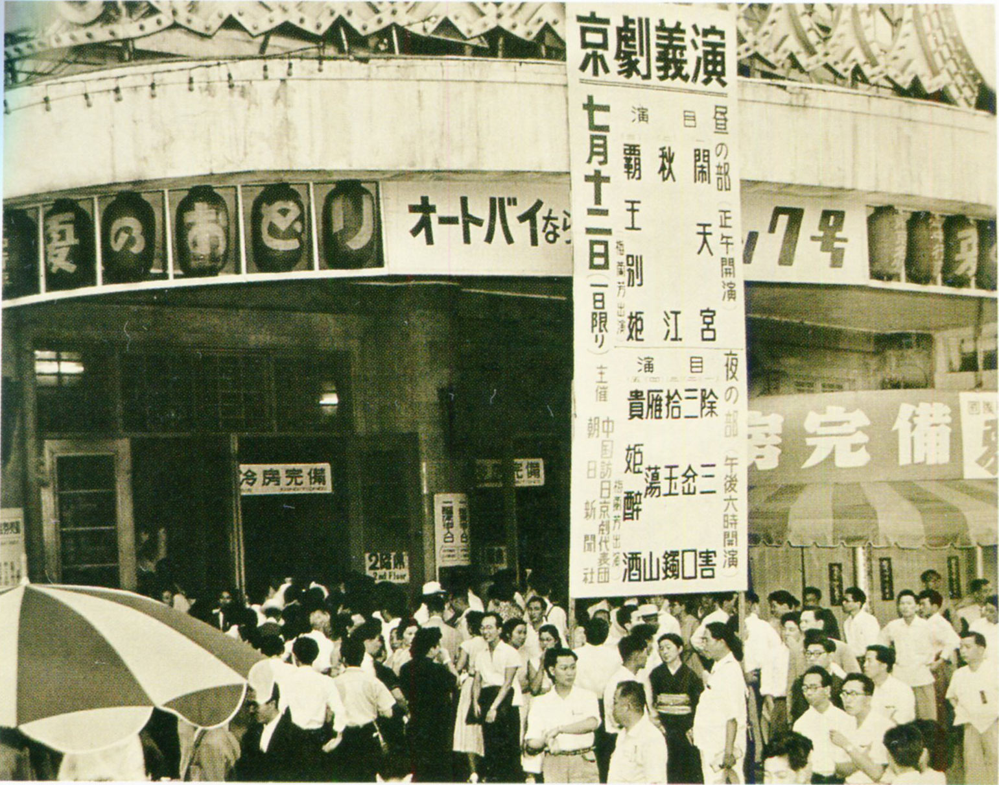 京劇義演
昼の部(正午開演)
演目
閙天宮
秋江
覇王別姫
梅蘭芳出演
夜の部(午後六時開演)
演目
除三害
三岔口
拾玉鐲
雁蕩山
貴妃醉酒
梅蘭芳出演
七月十二日(一日限り)
主催
中国訪日京劇代表団
朝日新聞社
夏のおどり
オートバイなら
ック号
冷房完備
房完備
完備
2階席
2nd Floor